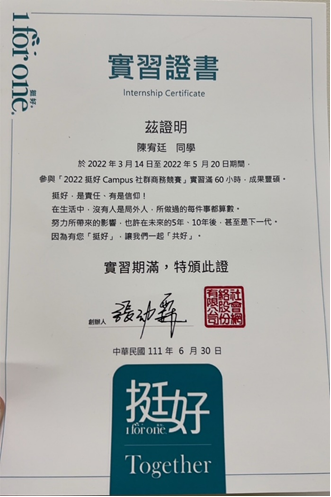 1 for one.
挺好.
實習證書
Internship Certificate
茲證明
陳宥廷 同學
於 2022 年 3 月 14 日至 2022 年 5 月 20 日期間,
參與「2022 挺好 Campus 社群商務競賽」實習滿 60 小時,成果豐碩。
挺好,是責任、有是信仰!
在生活中,沒有人是局外人,所做過的每件事都算數。
努力所帶來的影響,也許在未來的5年、10年後,甚至是下一代。
因為有您「挺好」,讓我們一起「共好」。
實習期滿,特頒此證
創辦人
社會網
絡股份
有限公司
中華民國 111 年 6 月 30 日
挺好
1 for one.
Together